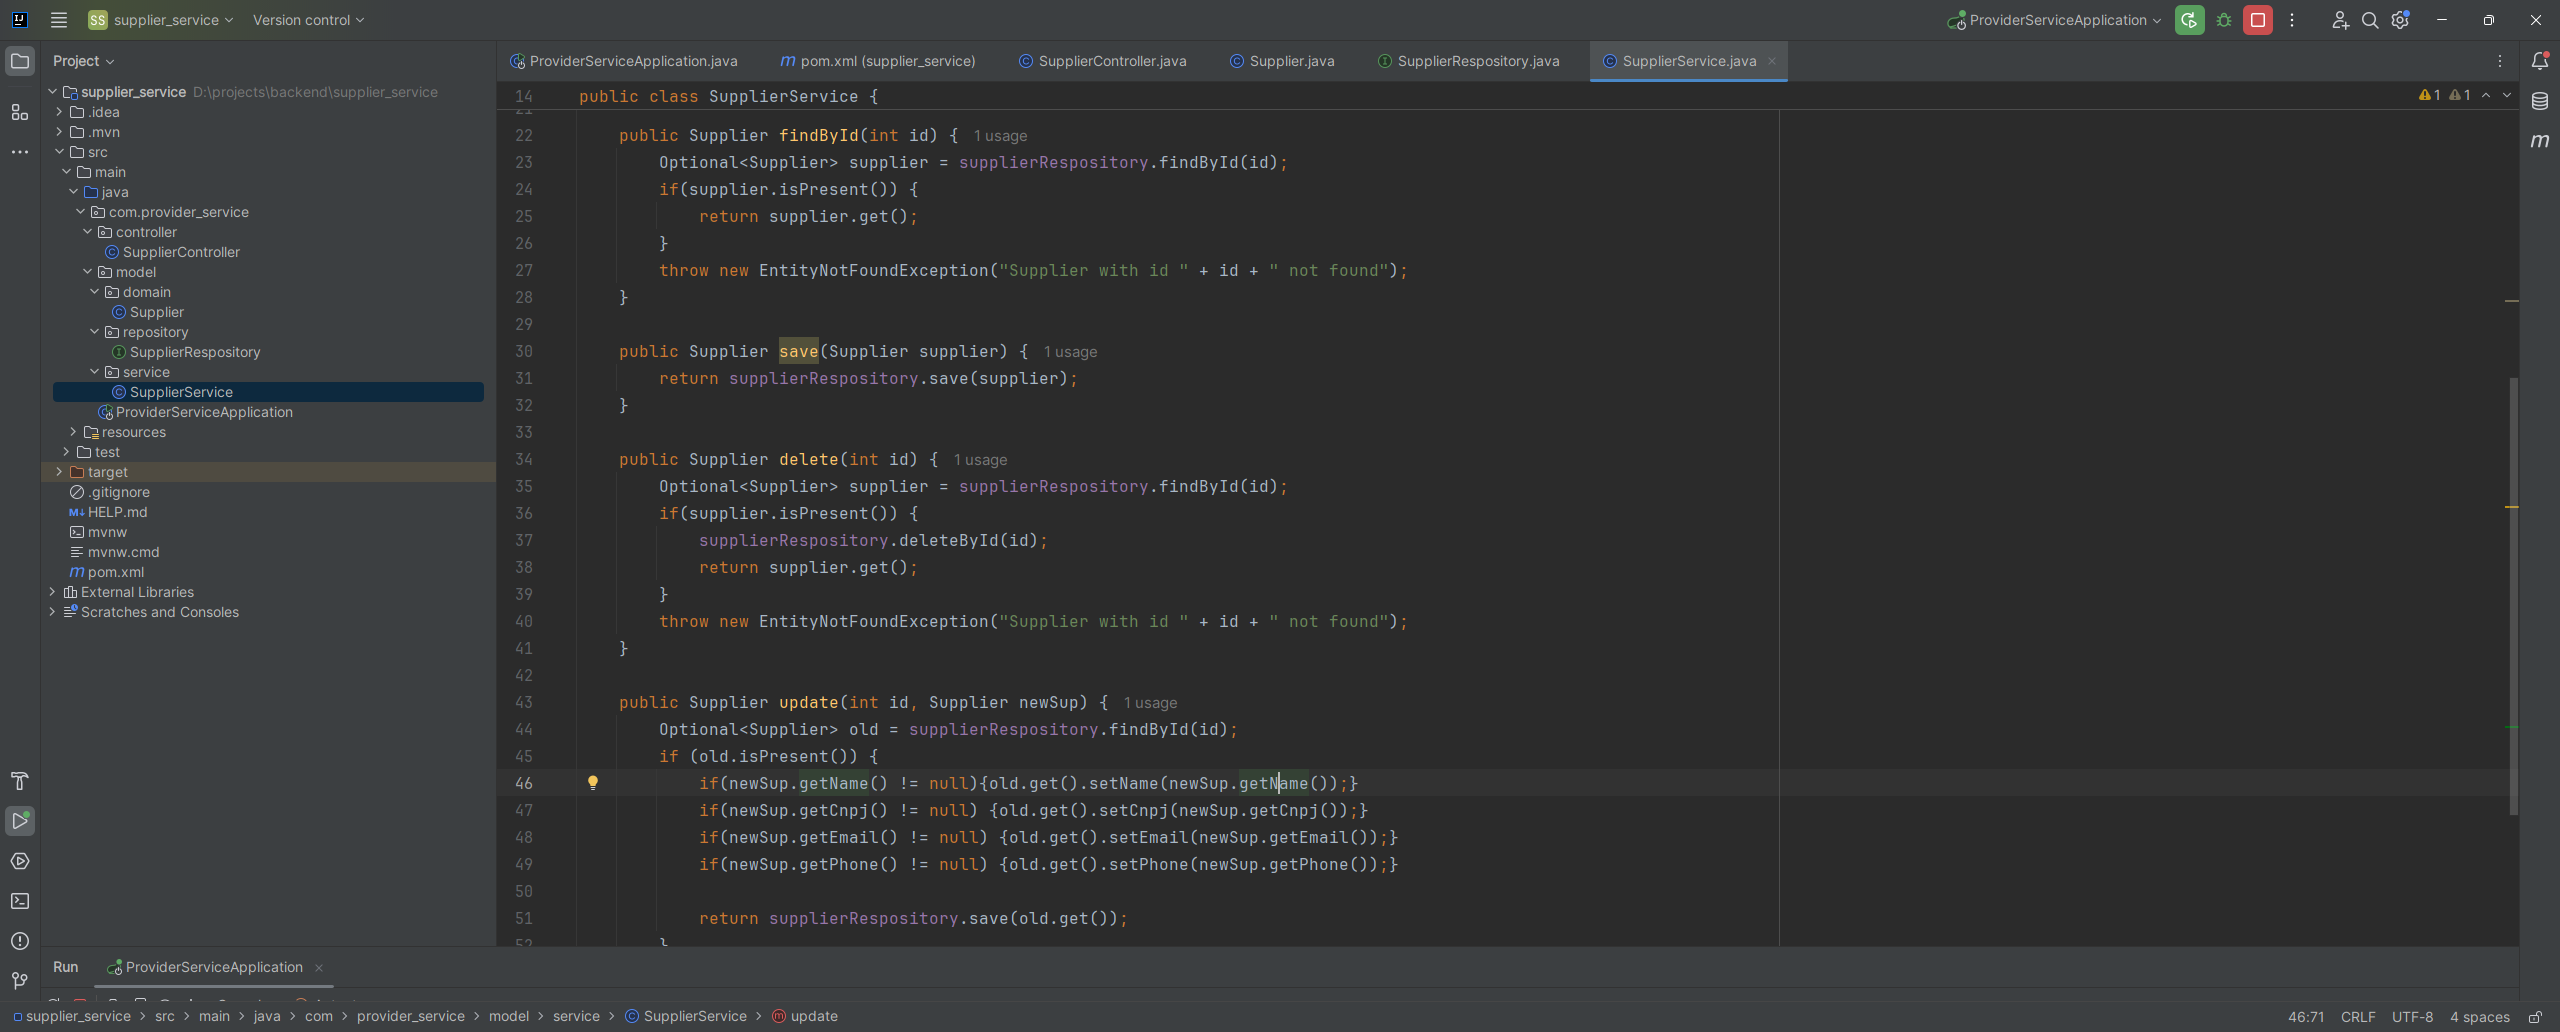 SS supplier_service Version control ProviderServiceApplication
Project
ProviderServiceApplication.java pom.xml (supplier_service) SupplierController.java Supplier.java SupplierRespository.java SupplierService.java
supplier_service D:\projects\backend\supplier_service
.idea
.mvn
src
main
java
com.provider_service
controller
SupplierController
model
domain
Supplier
repository
SupplierRespository
service
SupplierService
ProviderServiceApplication
resources
test
target
.gitignore
HELP.md
mvnw
mvnw.cmd
pom.xml
External Libraries
Scratches and Consoles
14 public class SupplierService {
1 1
21
22 public Supplier findById(int id) { 1 usage
23 Optional<Supplier> supplier = supplierRespository.findById(id);
24 if(supplier.isPresent()) {
25 return supplier.get();
26 }
27 throw new EntityNotFoundException("Supplier with id " + id + " not found");
28 }
29
30 public Supplier save(Supplier supplier) { 1 usage
31 return supplierRespository.save(supplier);
32 }
33
34 public Supplier delete(int id) { 1 usage
35 Optional<Supplier> supplier = supplierRespository.findById(id);
36 if(supplier.isPresent()) {
37 supplierRespository.deleteById(id);
38 return supplier.get();
39 }
40 throw new EntityNotFoundException("Supplier with id " + id + " not found");
41 }
42
43 public Supplier update(int id, Supplier newSup) { 1 usage
44 Optional<Supplier> old = supplierRespository.findById(id);
45 if (old.isPresent()) {
46 if(newSup.getName() != null){old.get().setName(newSup.getName());}
47 if(newSup.getCnpj() != null) {old.get().setCnpj(newSup.getCnpj());}
48 if(newSup.getEmail() != null) {old.get().setEmail(newSup.getEmail());}
49 if(newSup.getPhone() != null) {old.get().setPhone(newSup.getPhone());}
50
51 return supplierRespository.save(old.get());
52 }
Run ProviderServiceApplication
supplier_service > src > main > java > com > provider_service > model > service > SupplierService > update
46:71 CRLF UTF-8 4 spaces